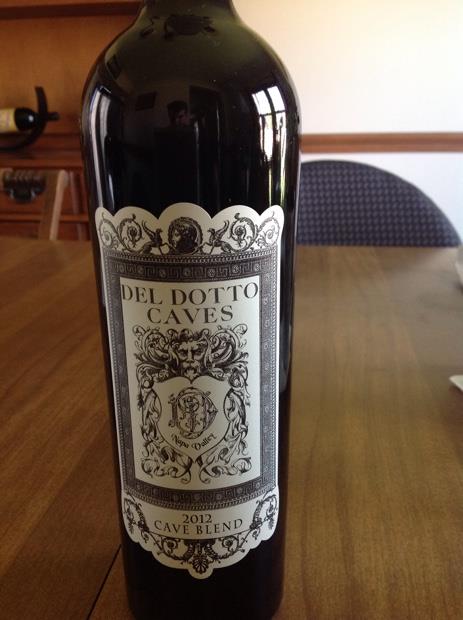 DEL DOTTO
CAVES
Napa Valley
2012
CAVE BLEND